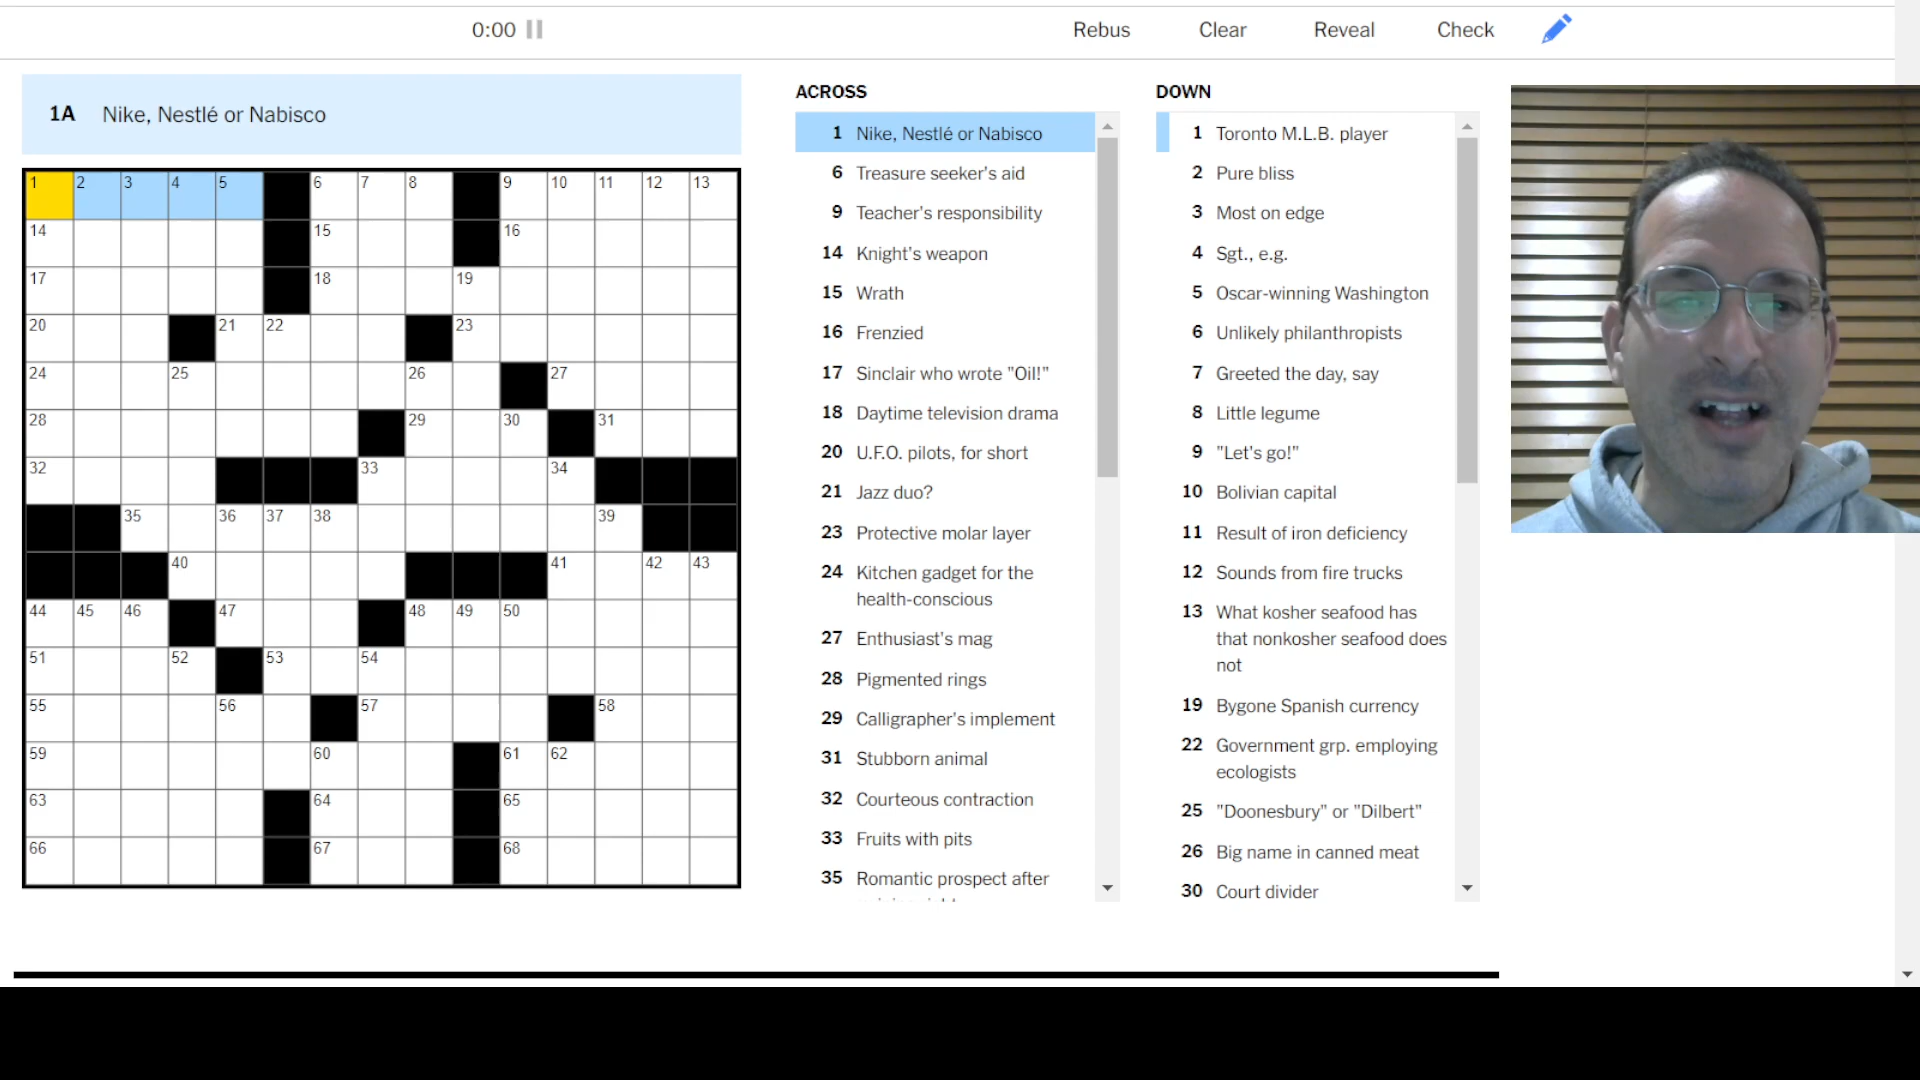 0:00
Rebus
Clear
Reveal
Check
1A Nike, Nestlé or Nabisco
1 2 3 4 5 6 7 8 9 10 11 12 13
14 15 16
17 18 19
20 21 22 23
24 25 26 27
28 29 30 31
32 33 34
35 36 37 38 39
40 41 42 43
44 45 46 47 48 49 50
51 52 53 54
55 56 57 58
59 60 61 62
63 64 65
66 67 68
ACROSS
1 Nike, Nestlé or Nabisco
6 Treasure seeker's aid
9 Teacher's responsibility
14 Knight's weapon
15 Wrath
16 Frenzied
17 Sinclair who wrote "Oil!"
18 Daytime television drama
20 U.F.O. pilots, for short
21 Jazz duo?
23 Protective molar layer
24 Kitchen gadget for the
health-conscious
27 Enthusiast's mag
28 Pigmented rings
29 Calligrapher's implement
31 Stubborn animal
32 Courteous contraction
33 Fruits with pits
35 Romantic prospect after
DOWN
1 Toronto M.L.B. player
2 Pure bliss
3 Most on edge
4 Sgt., e.g.
5 Oscar-winning Washington
6 Unlikely philanthropists
7 Greeted the day, say
8 Little legume
9 "Let's go!"
10 Bolivian capital
11 Result of iron deficiency
12 Sounds from fire trucks
13 What kosher seafood has
that nonkosher seafood does
not
19 Bygone Spanish currency
22 Government grp. employing
ecologists
25 "Doonesbury" or "Dilbert"
26 Big name in canned meat
30 Court divider